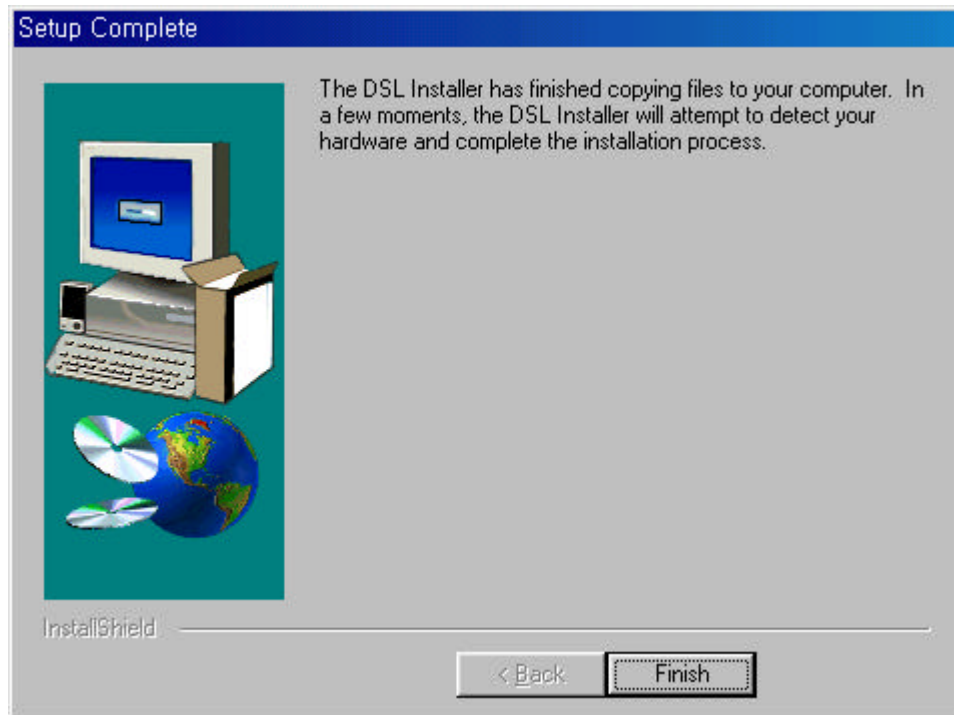 Setup Complete
The DSL Installer has finished copying files to your computer. In
a few moments, the DSL Installer will attempt to detect your
hardware and complete the installation process.
InstallShield
< Back
Finish